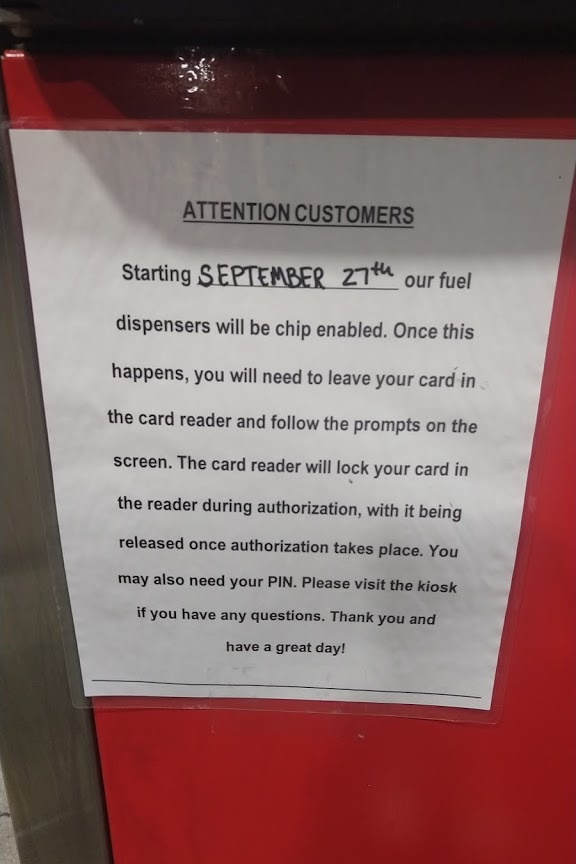 ATTENTION CUSTOMERS
Starting SEPTEMBER 27th our fuel
dispensers will be chip enabled. Once this
happens, you will need to leave your card in
the card reader and follow the prompts on the
screen. The card reader will lock your card in
the reader during authorization, with it being
released once authorization takes place. You
may also need your PIN. Please visit the kiosk
if you have any questions. Thank you and
have a great day!